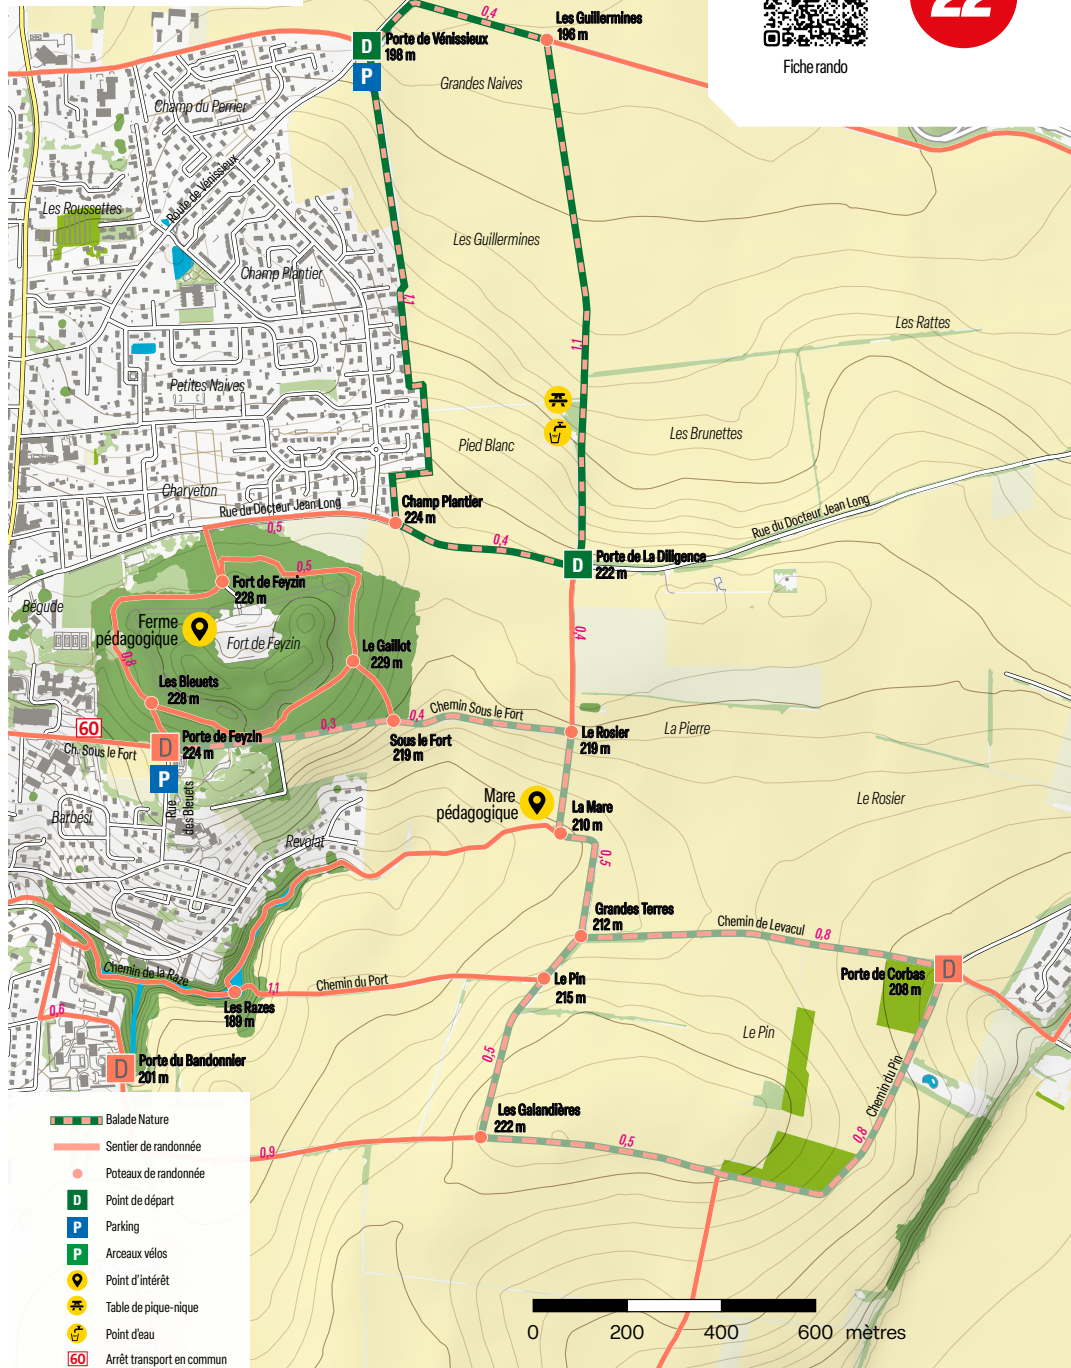 22
Fiche rando
0,4
Les Guillermines
196 m
D
Porte de Vénissieux
198 m
P
Grandes Naives
Champ du Perrier
Route de Vénissieux
Les Roussettes
Les Guillermines
Champ Plantier
1,1
1,1
Les Rattes
Petites Naives
Pied Blanc
Les Brunettes
Charveton
Rue du Docteur Jean Long
Champ Plantier
224 m
0,5
0,4
Rue du Docteur Jean Long
D
Porte de La Diligence
222 m
0,5
Fort de Feyzin
228 m
Bégude
Ferme
pédagogique
Fort de Feyzin
0,4
0,8
Le Gaillot
229 m
Les Bleuets
228 m
60
Ch. Sous le Fort
D
Porte de Feyzin
224 m
0,3
0,4
Chemin Sous le Fort
Sous le Fort
219 m
Le Rosier
219 m
La Pierre
P
Rue
des Bleuets
Barbési
Revolat
Mare
pédagogique
La Mare
210 m
Le Rosier
0,5
Grandes Terres
212 m
Chemin de Levacul
0,8
Porte de Corbas
208 m
D
Chemin de la Raze
1,1
Chemin du Port
Le Pin
215 m
Les Razes
189 m
0,6
Le Pin
D
Porte du Bandonnier
201 m
0,5
Chemin du Pin
Les Galandières
222 m
0,5
0,8
0,9
Balade Nature
Sentier de randonnée
Poteaux de randonnée
D
Point de départ
P
Parking
P
Arceaux vélos
Point d'intérêt
Table de pique-nique
Point d'eau
60
Arrêt transport en commun
0 200 400 600 mètres